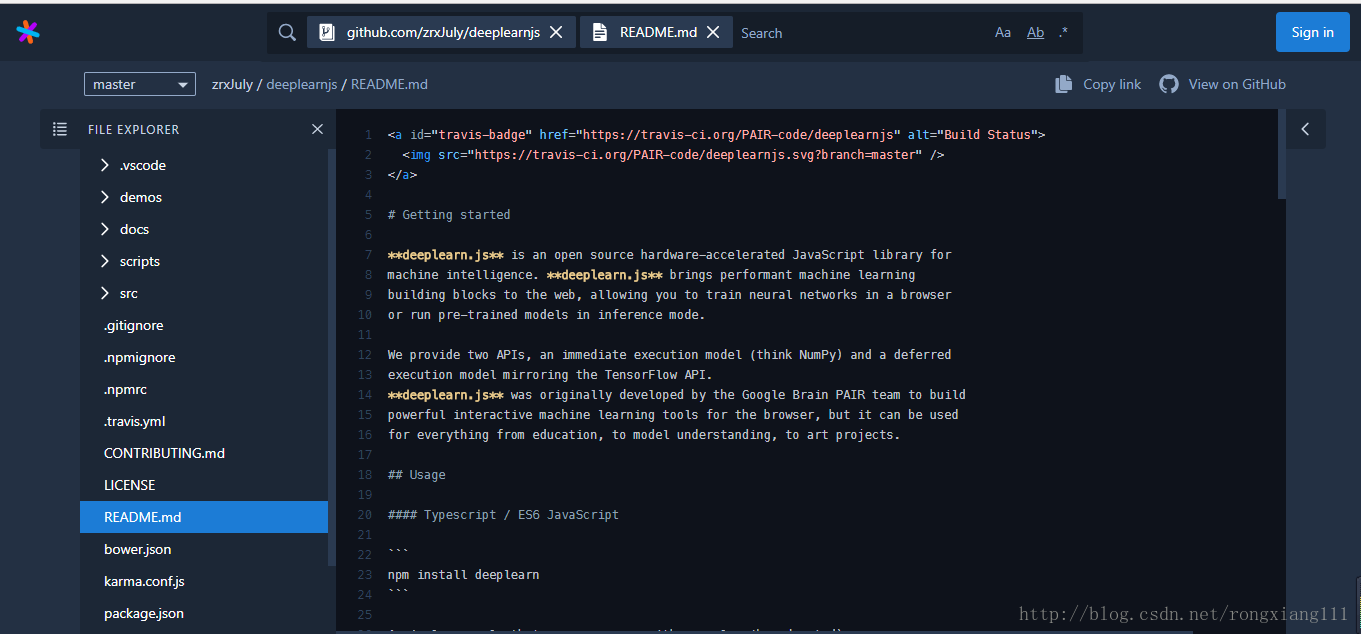 github.com/zrxJuly/deeplearnjs
README.md
Search
Aa
Ab
.*
Sign in
master
zrxJuly / deeplearnjs / README.md
Copy link
View on GitHub
FILE EXPLORER
.vscode
demos
docs
scripts
src
.gitignore
.npmignore
.npmrc
.travis.yml
CONTRIBUTING.md
LICENSE
README.md
bower.json
karma.conf.js
package.json
1 <a id="travis-badge" href="https://travis-ci.org/PAIR-code/deeplearnjs" alt="Build Status">
2 <img src="https://travis-ci.org/PAIR-code/deeplearnjs.svg?branch=master" />
3 </a>
4
5 # Getting started
6
7 **deeplearn.js** is an open source hardware-accelerated JavaScript library for
8 machine intelligence. **deeplearn.js** brings performant machine learning
9 building blocks to the web, allowing you to train neural networks in a browser
10 or run pre-trained models in inference mode.
11
12 We provide two APIs, an immediate execution model (think NumPy) and a deferred
13 execution model mirroring the TensorFlow API.
14 **deeplearn.js** was originally developed by the Google Brain PAIR team to build
15 powerful interactive machine learning tools for the browser, but it can be used
16 for everything from education, to model understanding, to art projects.
17
18 ## Usage
19
20 #### Typescript / ES6 JavaScript
21
22 ```
23 npm install deeplearn
24 ```
25
http://blog.csdn.net/rongxiang111